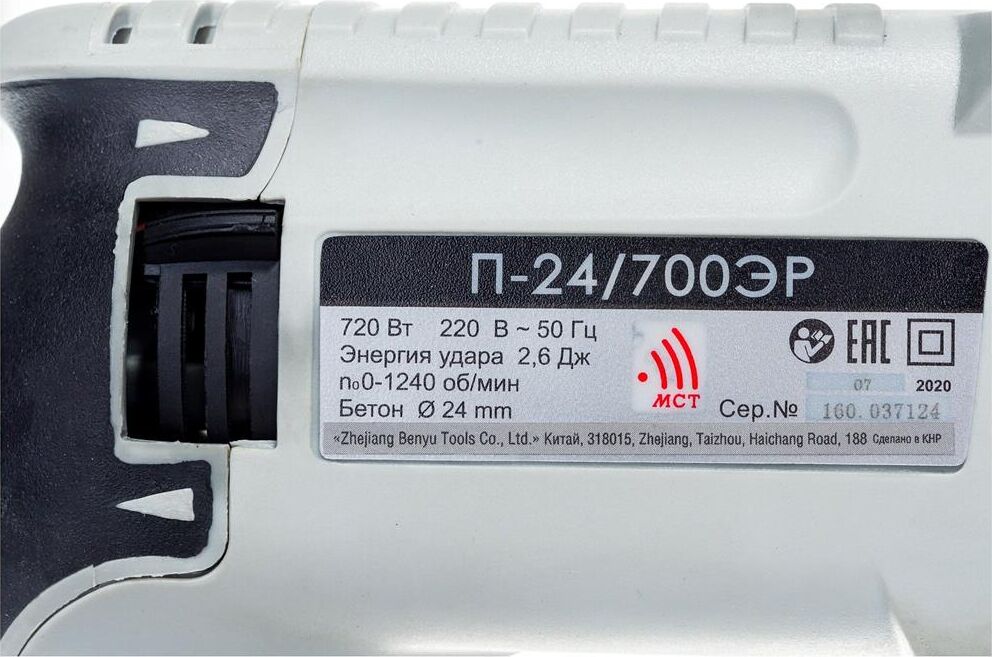 П-24/700ЭР
720 Вт 220 В ~ 50 Гц
Энергия удара 2,6 Дж
n₀0-1240 об/мин
Бетон Ø 24 mm
МСТ
ЕАС
07 2020
Сер.№ 160.037124
«Zhejiang Benyu Tools Co., Ltd.» Китай, 318015, Zhejiang, Taizhou, Haichang Road, 188 Сделано в КНР